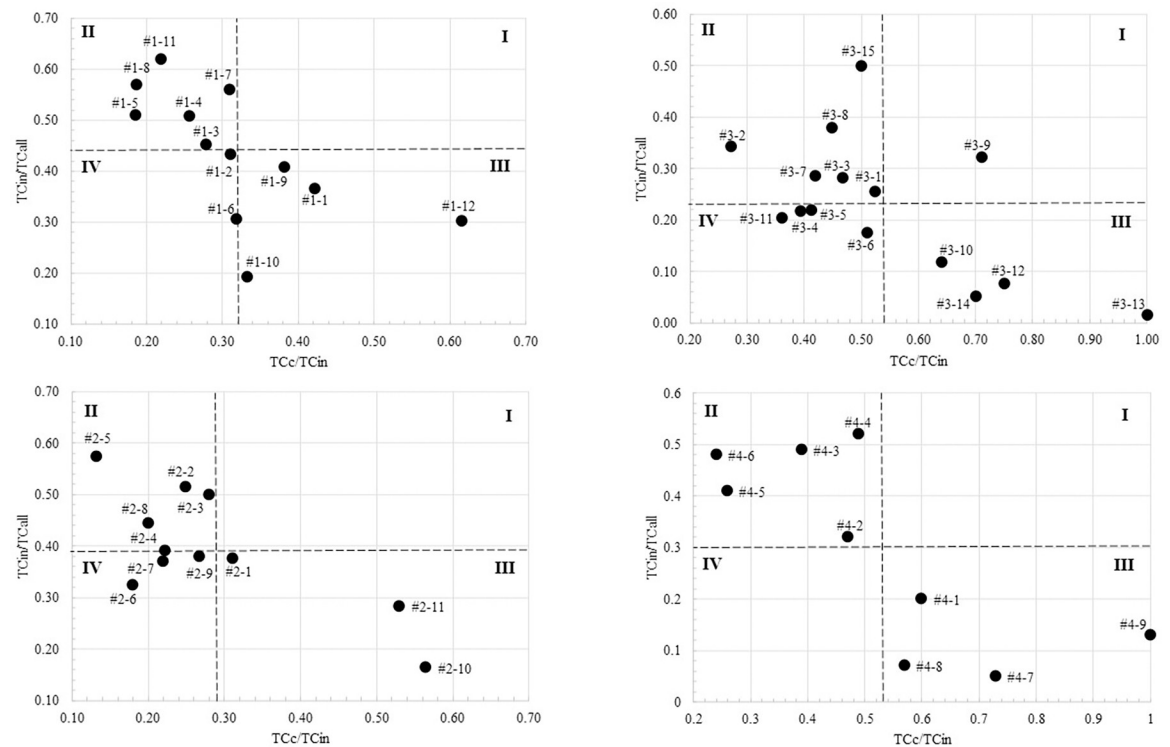 0.70
II
I
#1-11
#1-8
#1-7
0.60
#1-5
#1-4
0.50
#1-3
TCin/TCall
0.40
IV
#1-2
III
#1-9
#1-1
#1-6
#1-12
0.30
#1-10
0.20
0.10
0.10 0.20 0.30 0.40 0.50 0.60 0.70
TCc/TCin
0.60
II
I
#3-15
0.50
#3-8
0.40
#3-2
#3-9
TCin/TCall
0.30
#3-7
#3-3
#3-1
0.20
#3-11
IV
#3-4
#3-5
III
#3-6
#3-10
0.10
#3-12
#3-14
#3-13
0.00
0.20 0.30 0.40 0.50 0.60 0.70 0.80 0.90 1.00
TCc/TCin
0.70
II
I
#2-5
0.60
#2-2
0.50
#2-3
#2-8
#2-4
TCin/TCall
0.40
IV
#2-7
#2-9
#2-1
III
#2-6
0.30
#2-11
0.20
#2-10
0.10
0.10 0.20 0.30 0.40 0.50 0.60 0.70
TCc/TCin
0.6
II
I
#4-4
0.5
#4-6
#4-3
#4-5
0.4
#4-2
TCin/TCall
0.3
IV
III
0.2
#4-1
#4-9
0.1
#4-8
#4-7
0
0.2 0.3 0.4 0.5 0.6 0.7 0.8 0.9 1
TCc/TCin